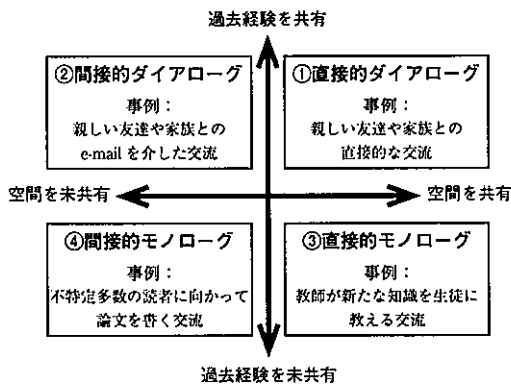 過去経験を共有
②間接的ダイアローグ
事例：
親しい友達や家族との
e-mailを介した交流
①直接的ダイアローグ
事例：
親しい友達や家族との
直接的な交流
空間を未共有
空間を共有
④間接的モノローグ
事例：
不特定多数の読者に向かって
論文を書く交流
③直接的モノローグ
事例：
教師が新たな知識を生徒に
教える交流
過去経験を未共有